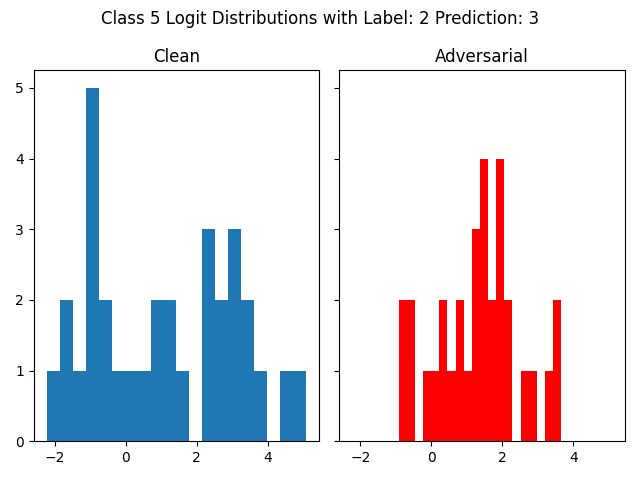 Class 5 Logit Distributions with Label: 2 Prediction: 3
Clean
Adversarial
5
4
3
2
1
0
−2 0 2 4
−2 0 2 4